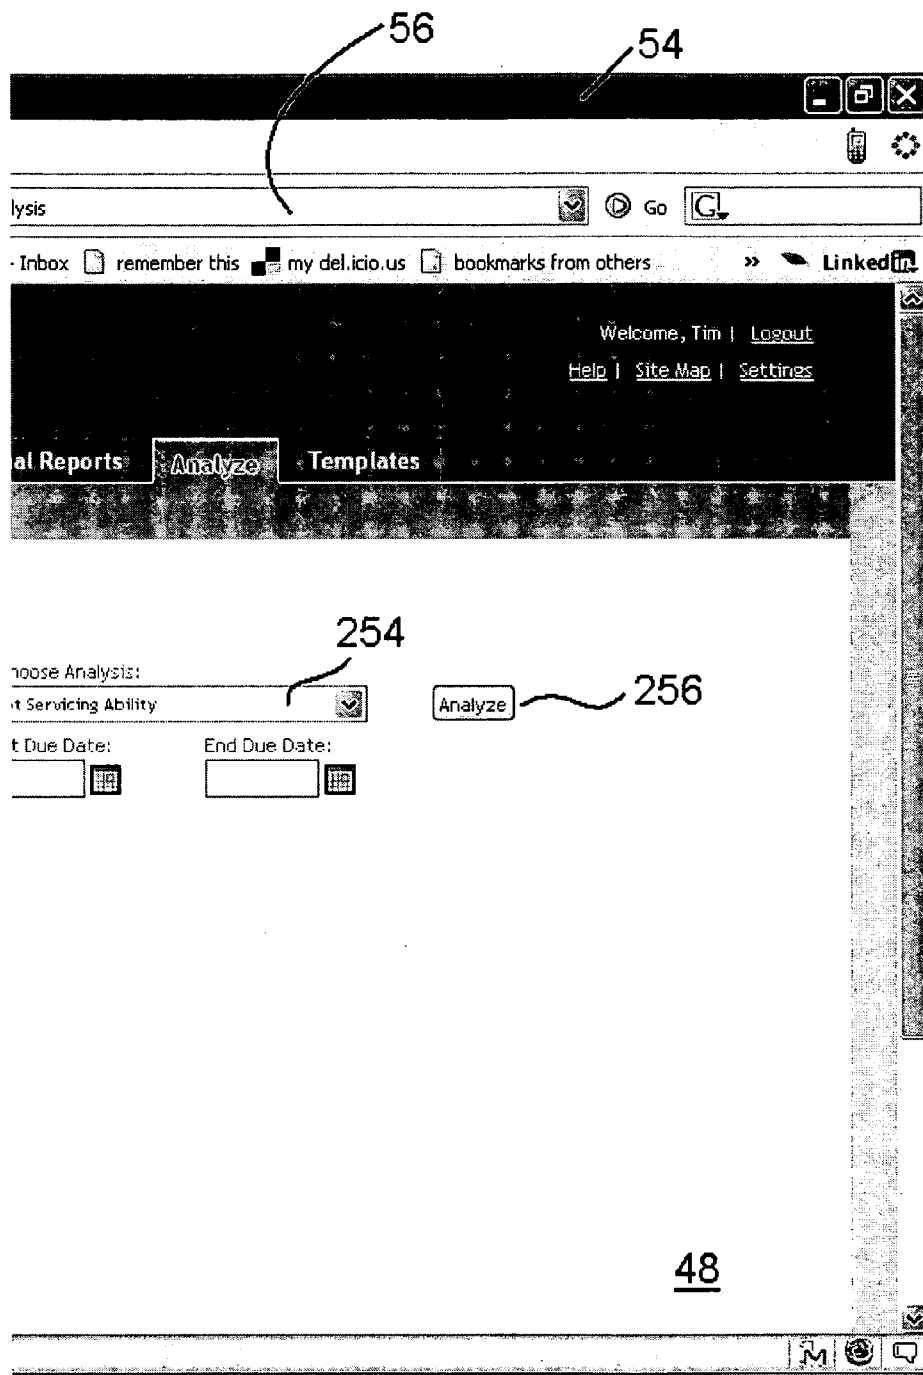 56
54
lysis
Go
G
- Inbox remember this my del.icio.us bookmarks from others » Linked in
Welcome, Tim | Logout
Help | Site Map | Settings
al Reports Analyze Templates
254
hoose Analysis:
t Servicing Ability
Analyze
256
t Due Date: End Due Date:
48
M